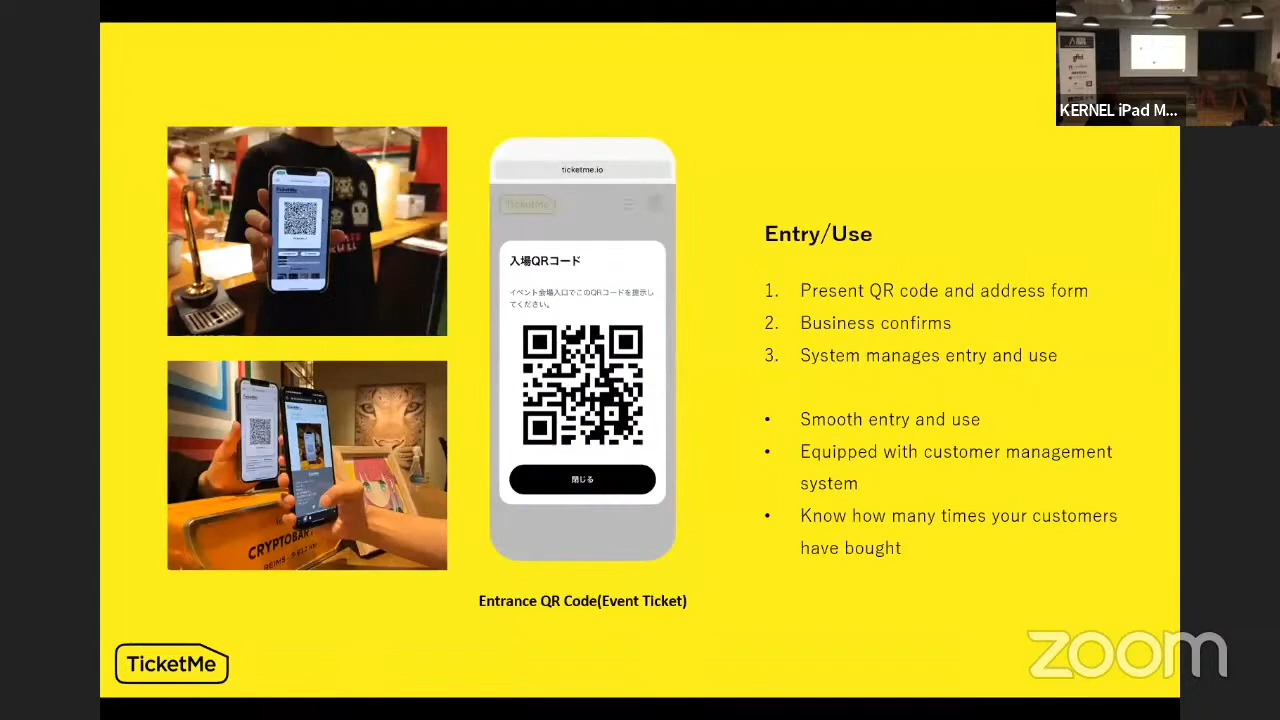 KERNEL iPad M...
ticketme.io
TicketMe
入場QRコード
イベント会場入口でこのQRコードを提示し
てください。
閉じる
Entrance QR Code(Event Ticket)
CRYPTOBAR
Entry/Use
1. Present QR code and address form
2. Business confirms
3. System manages entry and use
• Smooth entry and use
• Equipped with customer management
system
• Know how many times your customers
have bought
TicketMe
zoom